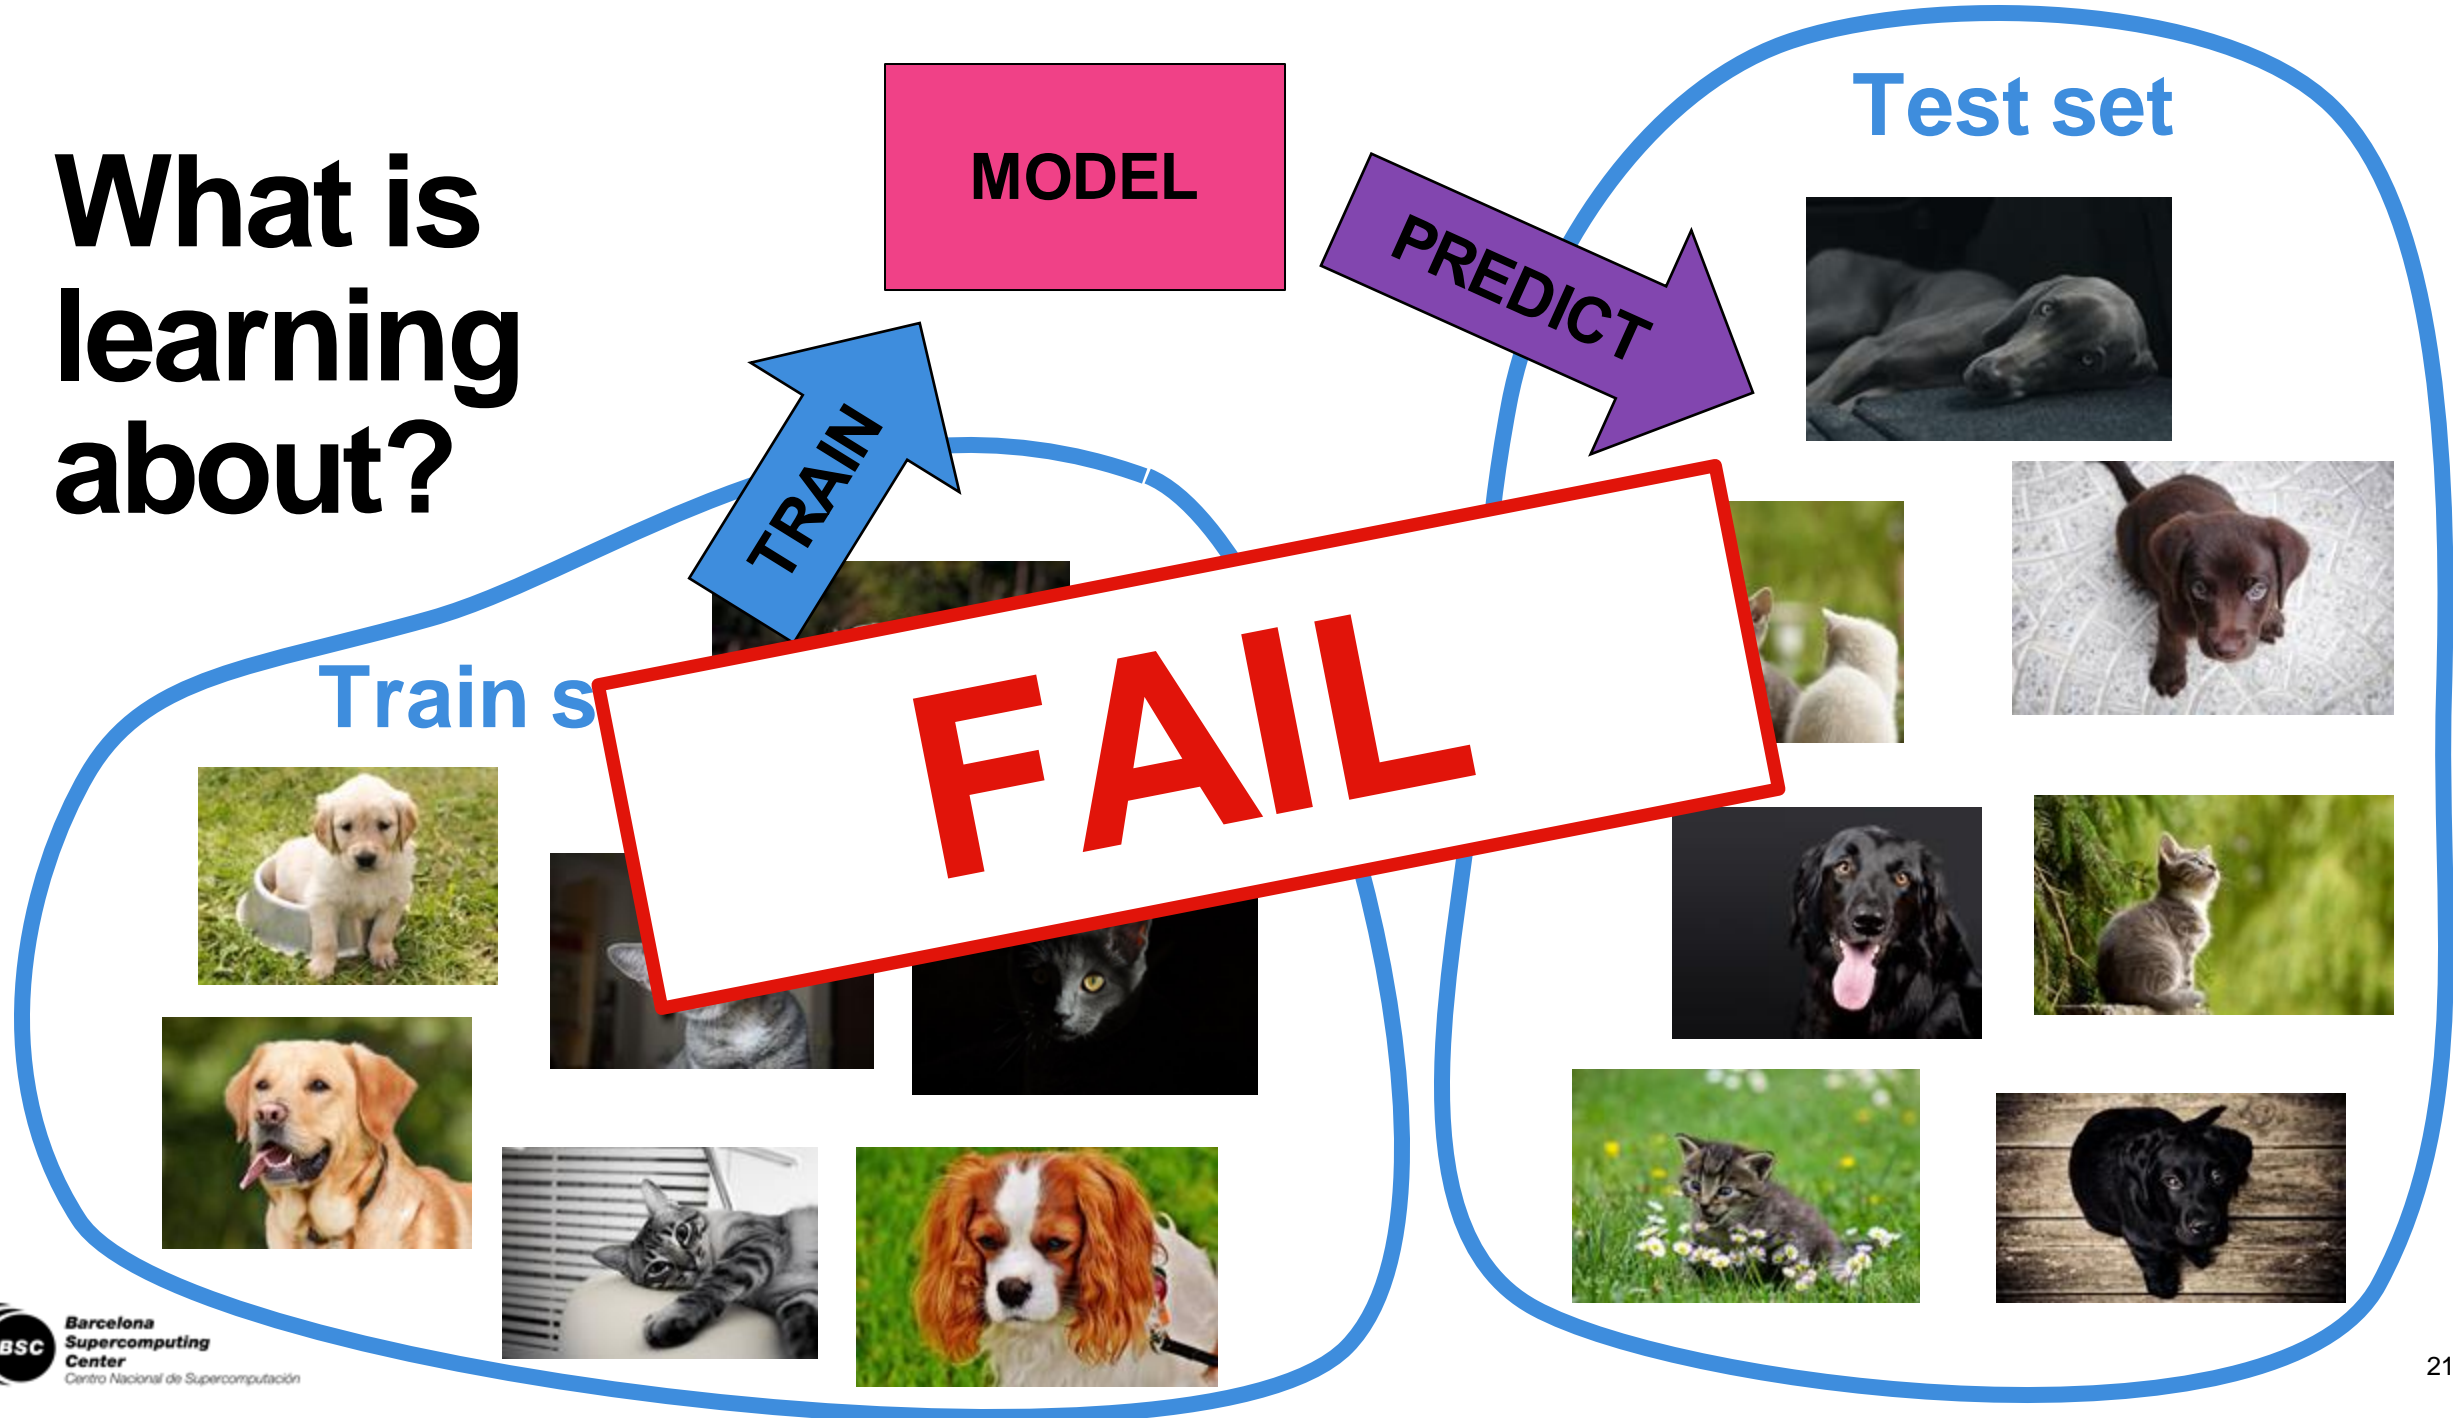 What is
learning
about?
MODEL
TRAIN
PREDICT
Test set
Train s
FAIL
BSC
Barcelona
Supercomputing
Center
Centro Nacional de Supercomputación
21